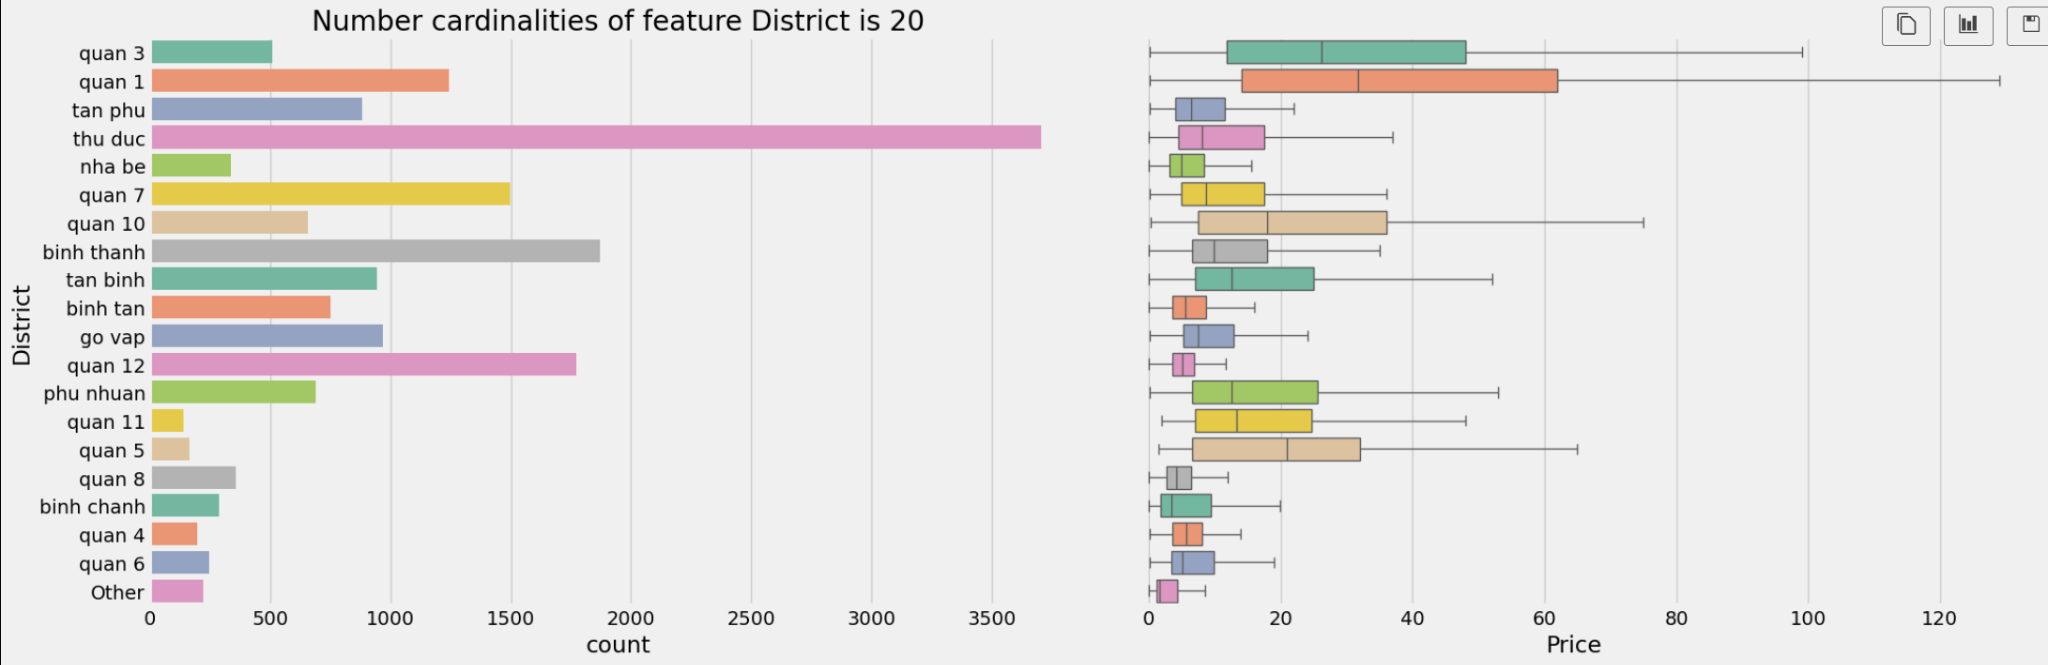 Number cardinalities of feature District is 20
District
quan 3
quan 1
tan phu
thu duc
nha be
quan 7
quan 10
binh thanh
tan binh
binh tan
go vap
quan 12
phu nhuan
quan 11
quan 5
quan 8
binh chanh
quan 4
quan 6
Other
0 500 1000 1500 2000 2500 3000 3500
count
0 20 40 60 80 100 120
Price